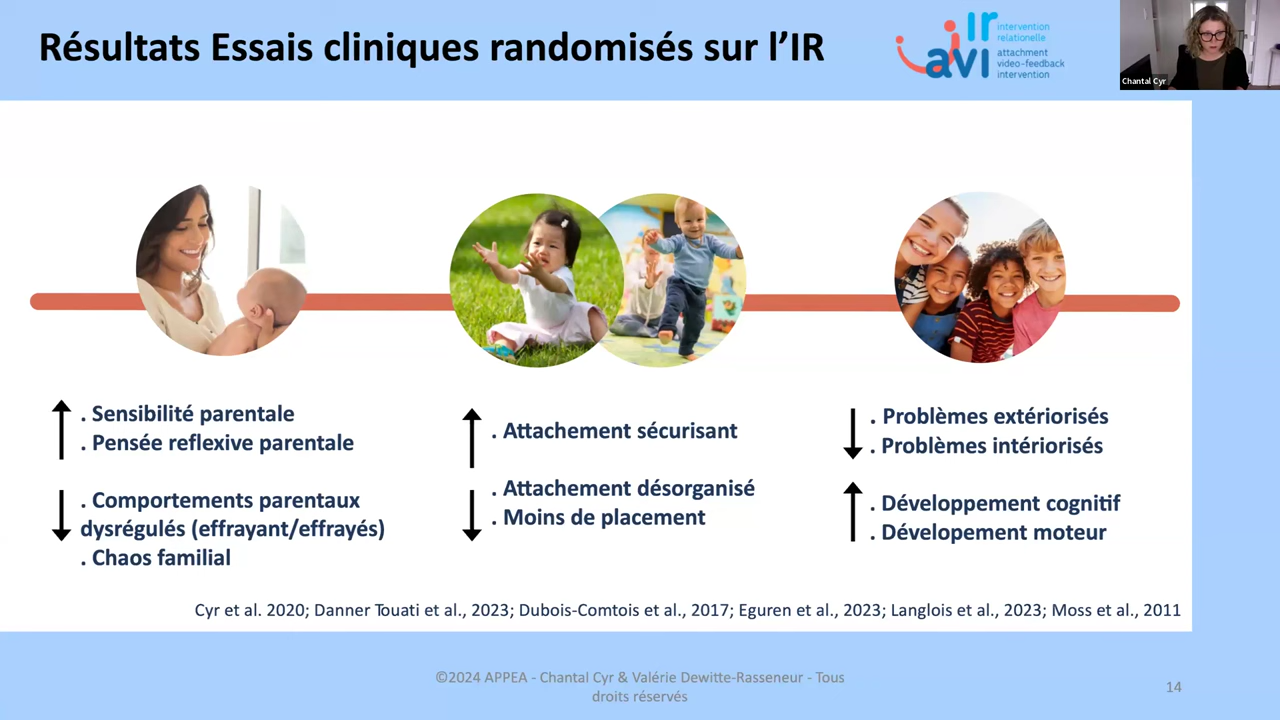 Résultats Essais cliniques randomisés sur l’IR
aviIr
intervention
relationelle
attachment
video-feedback
intervention
Chantal Cyr
. Sensibilité parentale
. Pensée reflexive parentale
. Comportements parentaux
dysrégulés (effrayant/effrayés)
. Chaos familial
. Attachement sécurisant
. Attachement désorganisé
. Moins de placement
. Problèmes extériorisés
. Problèmes intériorisés
. Développement cognitif
. Dévelopement moteur
Cyr et al. 2020; Danner Touati et al., 2023; Dubois-Comtois et al., 2017; Eguren et al., 2023; Langlois et al., 2023; Moss et al., 2011
©2024 APPEA - Chantal Cyr & Valérie Dewitte-Rasseneur - Tous
droits réservés
14